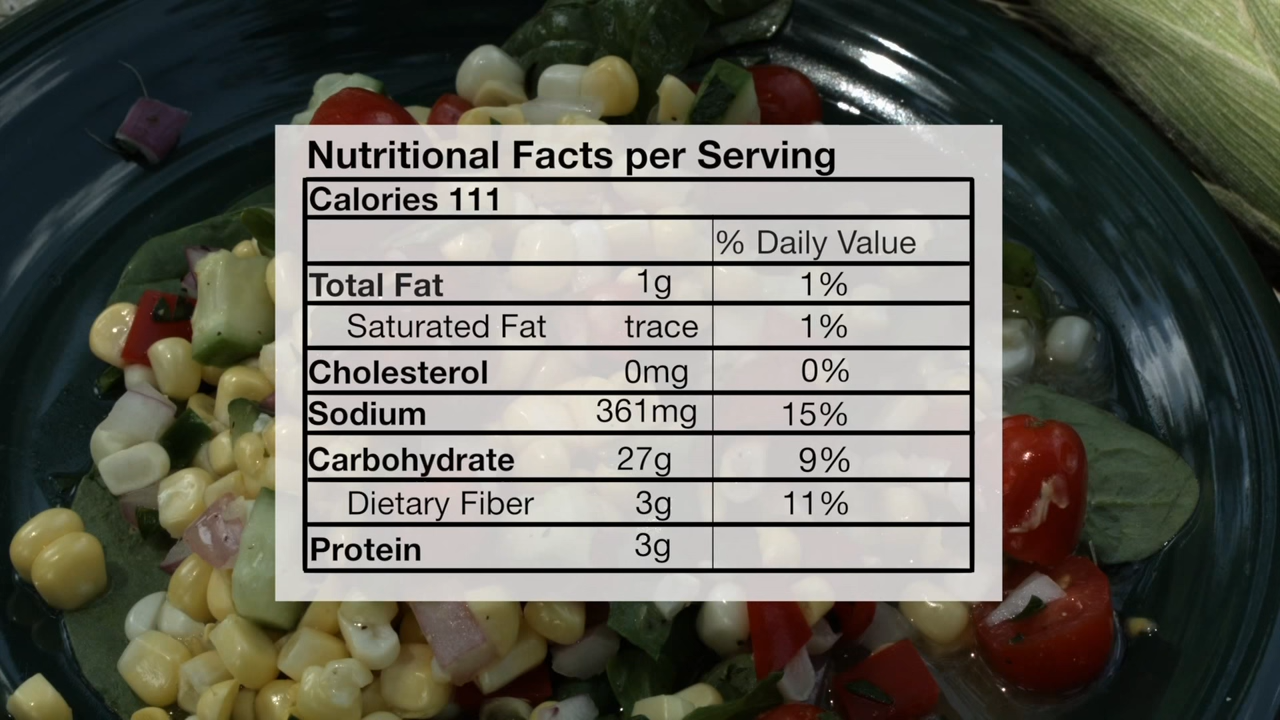 Nutritional Facts per Serving
Calories 111
% Daily Value
Total Fat 1g 1%
Saturated Fat trace 1%
Cholesterol 0mg 0%
Sodium 361mg 15%
Carbohydrate 27g 9%
Dietary Fiber 3g 11%
Protein 3g